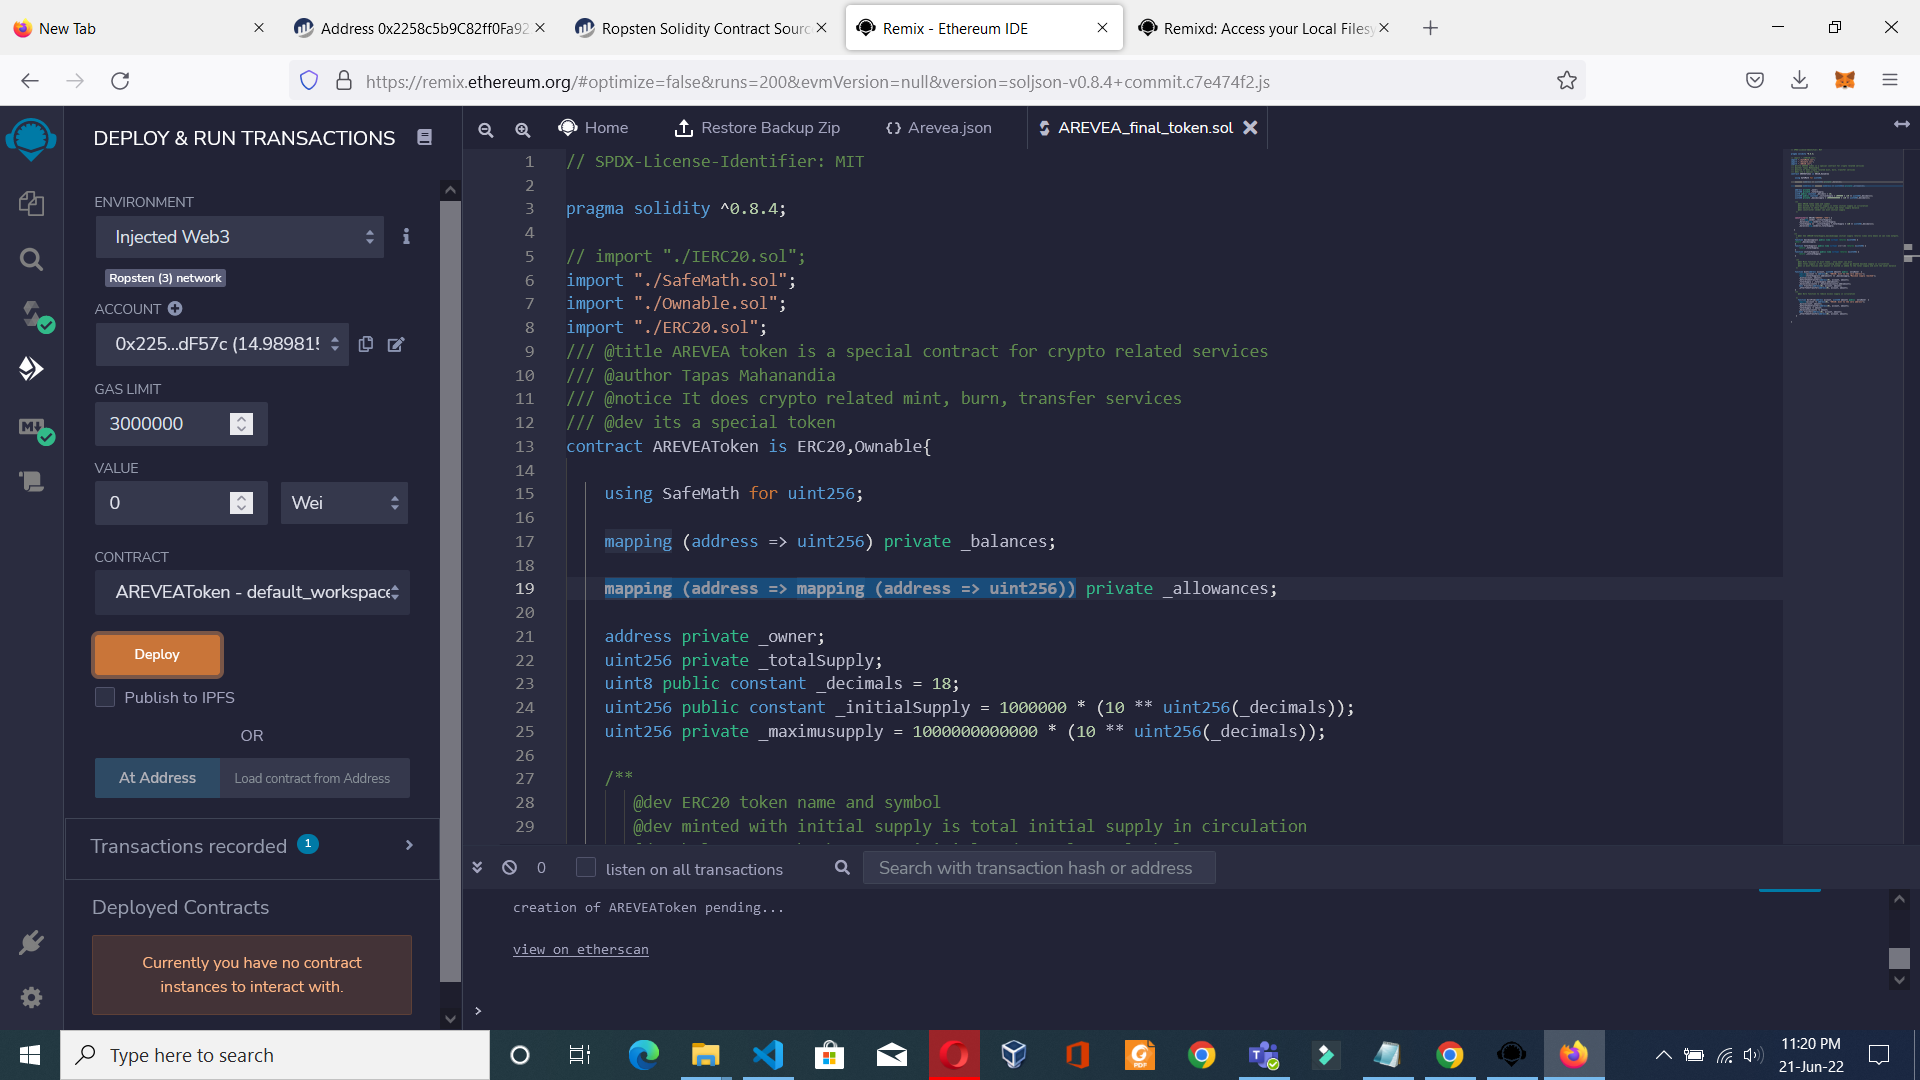 New Tab
Address 0x2258c5b9C82ff0Fa92
Ropsten Solidity Contract Sourc
Remix - Ethereum IDE
Remixd: Access your Local Filesy
https://remix.ethereum.org/#optimize=false&runs=200&evmVersion=null&version=soljson-v0.8.4+commit.c7e474f2.js
DEPLOY & RUN TRANSACTIONS
ENVIRONMENT
Injected Web3
Ropsten (3) network
ACCOUNT
0x225...dF57c (14.989815
GAS LIMIT
3000000
VALUE
0
Wei
CONTRACT
AREVEAToken - default_workspace
Deploy
Publish to IPFS
OR
At Address
Load contract from Address
Transactions recorded 1
Deployed Contracts
Currently you have no contract
instances to interact with.
Home
Restore Backup Zip
Arevea.json
AREVEA_final_token.sol
1 // SPDX-License-Identifier: MIT
2
3 pragma solidity ^0.8.4;
4
5 // import "./IERC20.sol";
6 import "./SafeMath.sol";
7 import "./Ownable.sol";
8 import "./ERC20.sol";
9 /// @title AREVEA token is a special contract for crypto related services
10 /// @author Tapas Mahanandia
11 /// @notice It does crypto related mint, burn, transfer services
12 /// @dev its a special token
13 contract AREVEAToken is ERC20,Ownable{
14
15 using SafeMath for uint256;
16
17 mapping (address => uint256) private _balances;
18
19 mapping (address => mapping (address => uint256)) private _allowances;
20
21 address private _owner;
22 uint256 private _totalSupply;
23 uint8 public constant _decimals = 18;
24 uint256 public constant _initialSupply = 1000000 * (10 ** uint256(_decimals));
25 uint256 private _maximusupply = 1000000000000 * (10 ** uint256(_decimals));
26
27 /**
28 @dev ERC20 token name and symbol
29 @dev minted with initial supply is total initial supply in circulation
0
listen on all transactions
Search with transaction hash or address
creation of AREVEAToken pending...
view on etherscan
>
Type here to search
11:20 PM
21-Jun-22